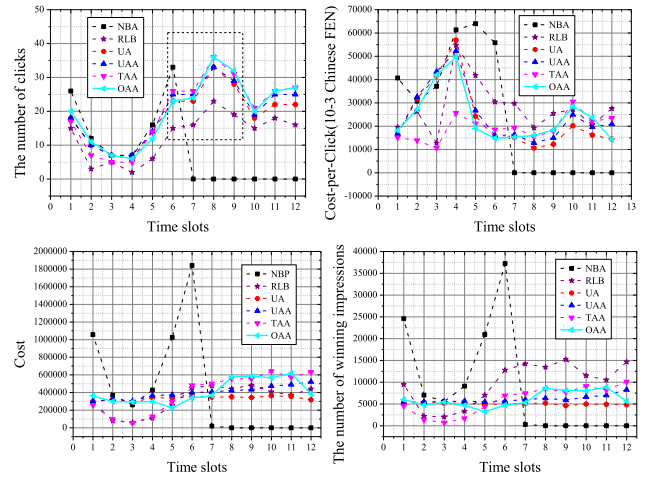 The number of clicks
50
40
30
20
10
0
0 1 2 3 4 5 6 7 8 9 10 11 12 13
Time slots
NBA
RLB
UA
UAA
TAA
OAA
Cost-per-Click(10-3 Chinese FEN)
70000
60000
50000
40000
30000
20000
10000
0
-10000
0 1 2 3 4 5 6 7 8 9 10 11 12 13
Time slots
NBA
RLB
UA
UAA
TAA
OAA
Cost
2000000
1800000
1600000
1400000
1200000
1000000
800000
600000
400000
200000
0
0 1 2 3 4 5 6 7 8 9 10 11 12
Time slots
NBP
RLB
UA
UAA
TAA
OAA
The number of winning impressions
40000
35000
30000
25000
20000
15000
10000
5000
0
0 1 2 3 4 5 6 7 8 9 10 11 12
Time slots
NBA
RLB
UA
UAA
TAA
OAA